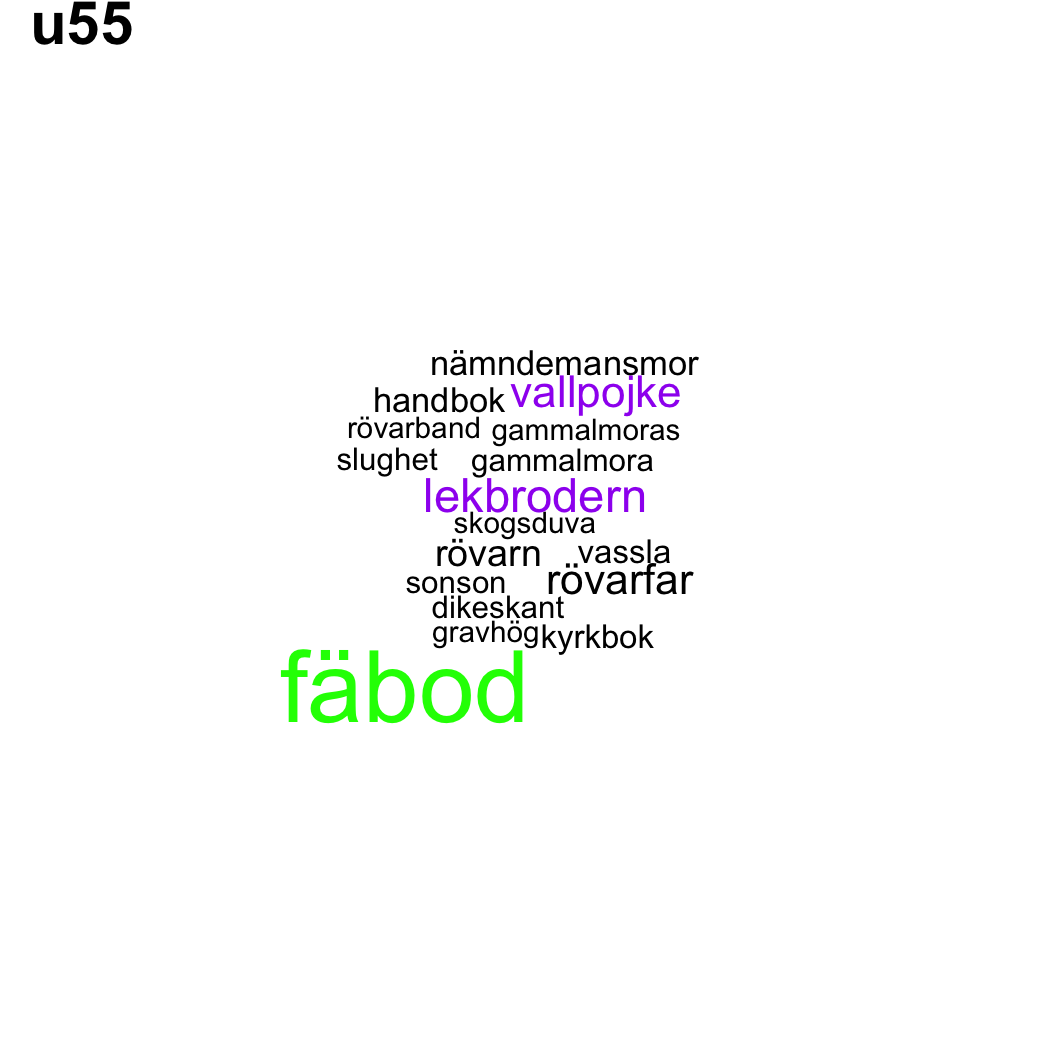 u55
nämndemansmor
handbok vallpojke
rövarband gammalmoras
slughet gammalmora
lekbrodern
skogsduva
rövarn vassla
sonson rövarfar
dikeskant
gravhög kyrkbok
fäbod